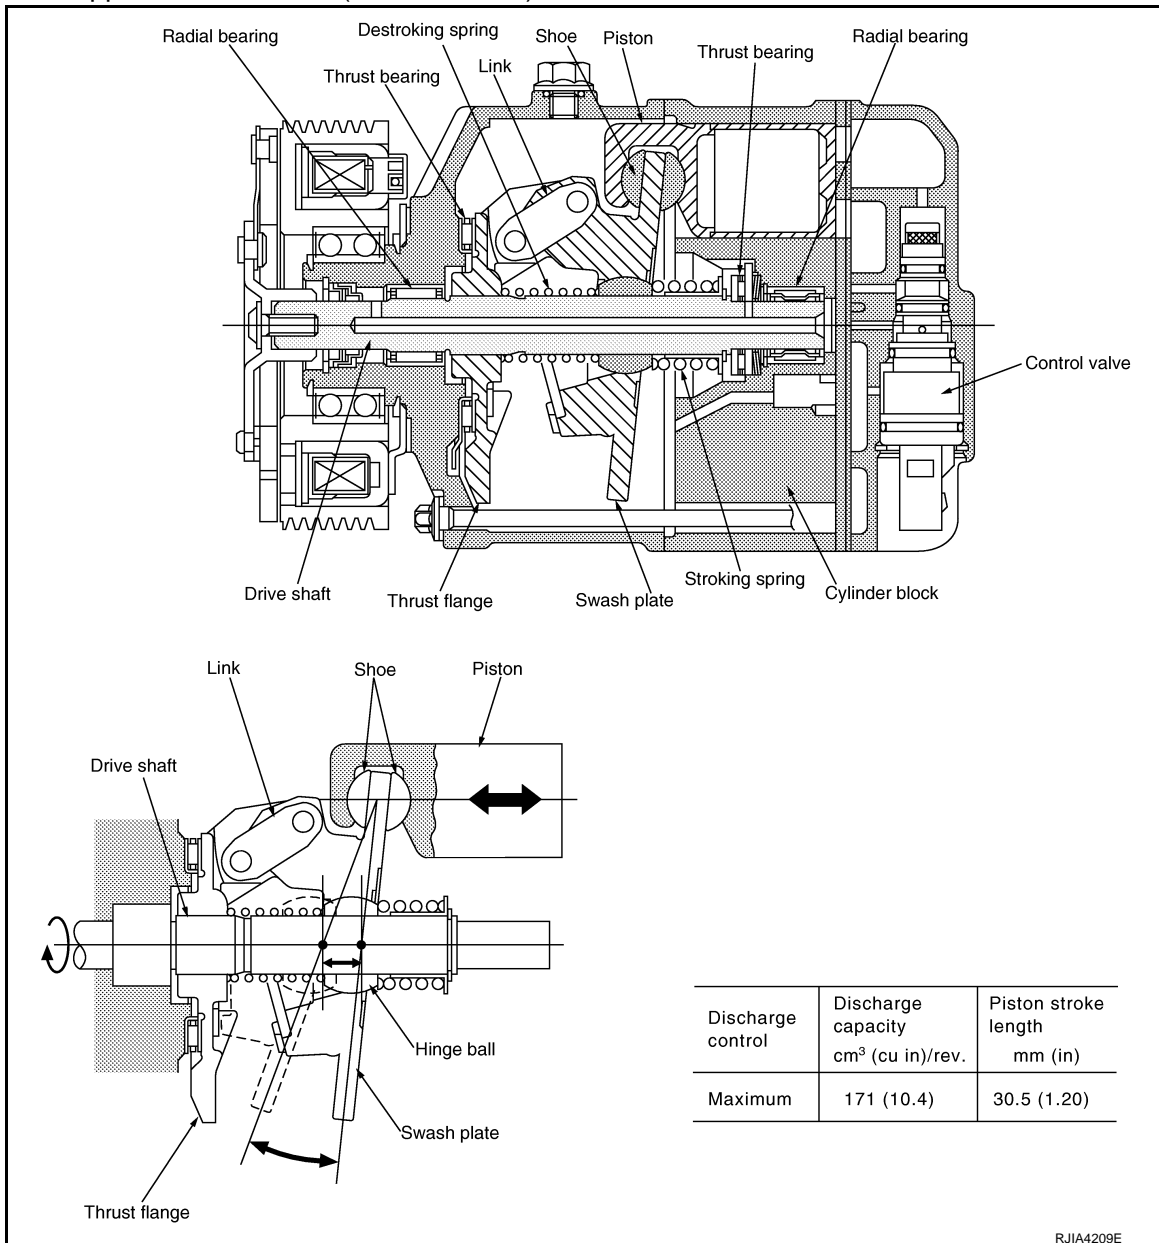 Radial bearing
Destroking spring
Shoe
Piston
Radial bearing
Thrust bearing
Link
Thrust bearing
Control valve
Drive shaft
Thrust flange
Swash plate
Stroking spring
Cylinder block
Link
Shoe
Piston
Drive shaft
Hinge ball
Swash plate
Thrust flange
Discharge control
Discharge capacity cm³ (cu in)/rev.
Piston stroke length mm (in)
Maximum 171 (10.4) 30.5 (1.20)
RJIA4209E